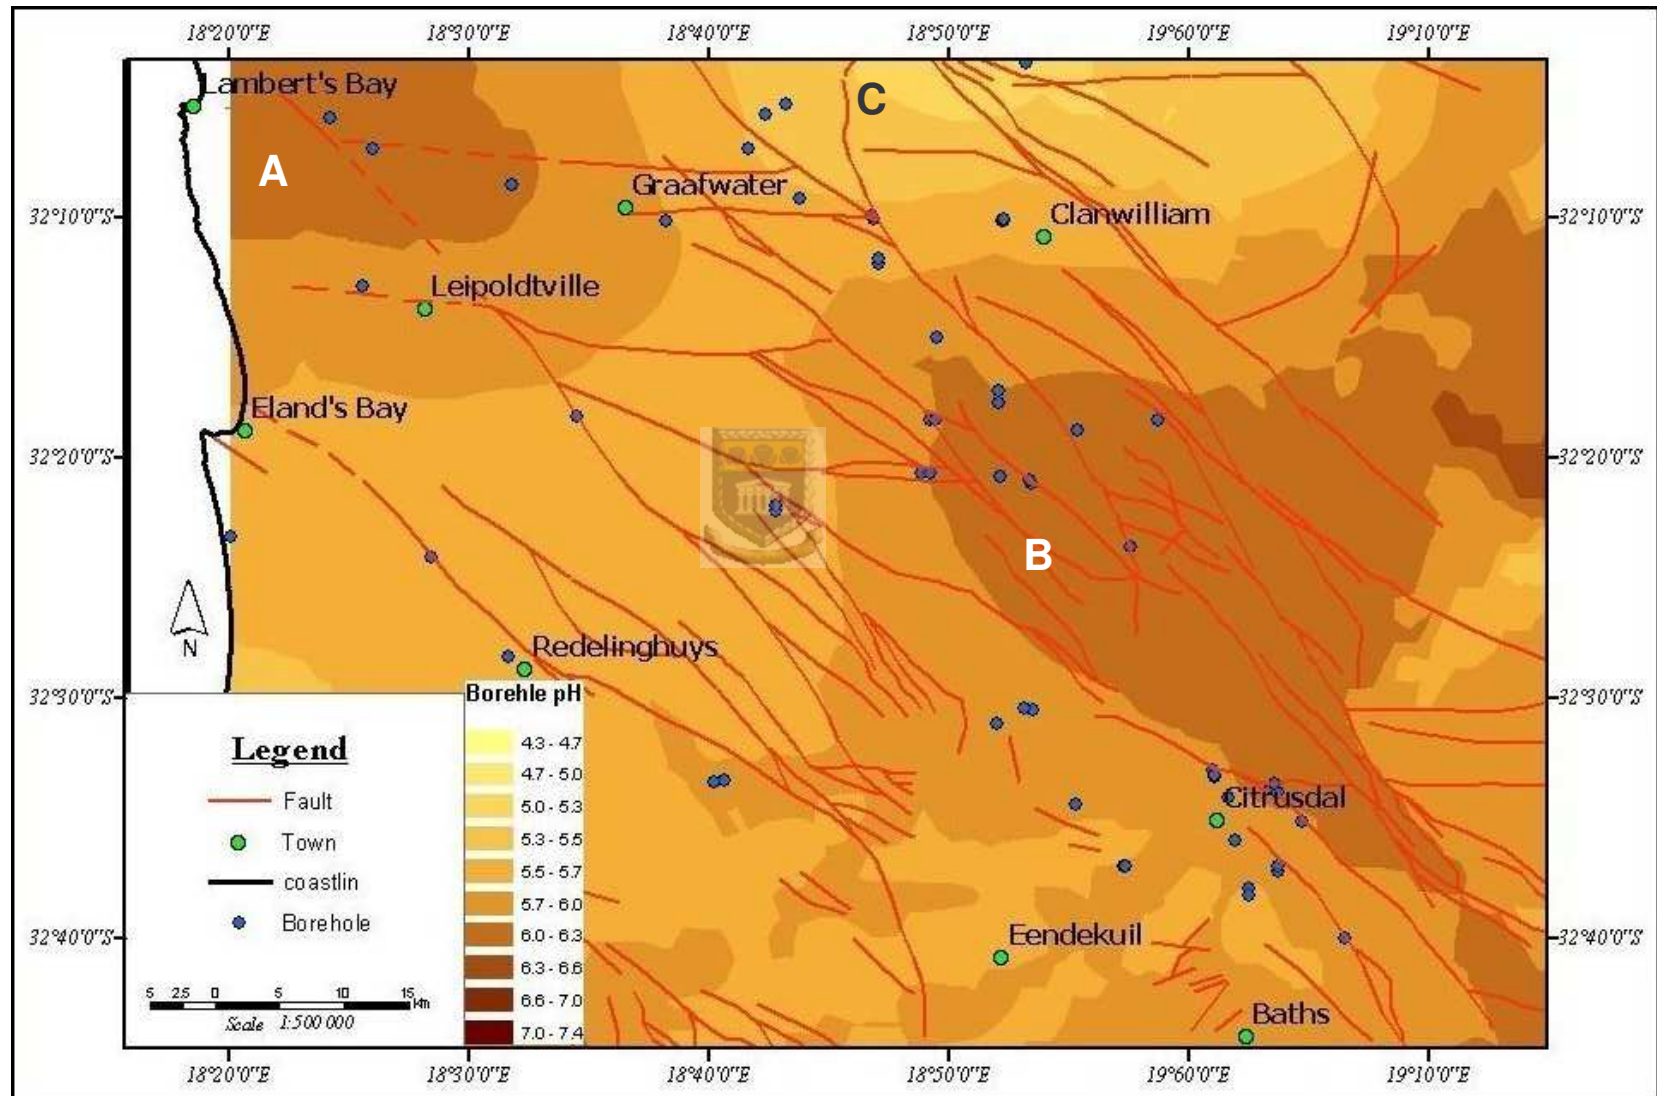 18°20'0"E 18°30'0"E 18°40'0"E 18°50'0"E 19°60'0"E 19°10'0"E
Lambert's Bay
C
A
Graafwater
32°10'0"S Clanwilliam 32°10'0"S
Leipoldtville
Eland's Bay
32°20'0"S 32°20'0"S
B
N
Redelinghuys
32°30'0"S 32°30'0"S
Borehle pH
Legend
4.3 - 4.7
4.7 - 5.0
Fault
5.0 - 5.3
Citrusdal
Town
5.3 - 5.5
5.5 - 5.7
coastlin
5.7 - 6.0
Borehole
6.0 - 6.3
32°40'0"S Eendekuil 32°40'0"S
6.3 - 6.6
5 2.5 0 5 10 15
km
6.6 - 7.0
Baths
Scale 1:500 000
7.0 - 7.4
18°20'0"E 18°30'0"E 18°40'0"E 18°50'0"E 19°60'0"E 19°10'0"E